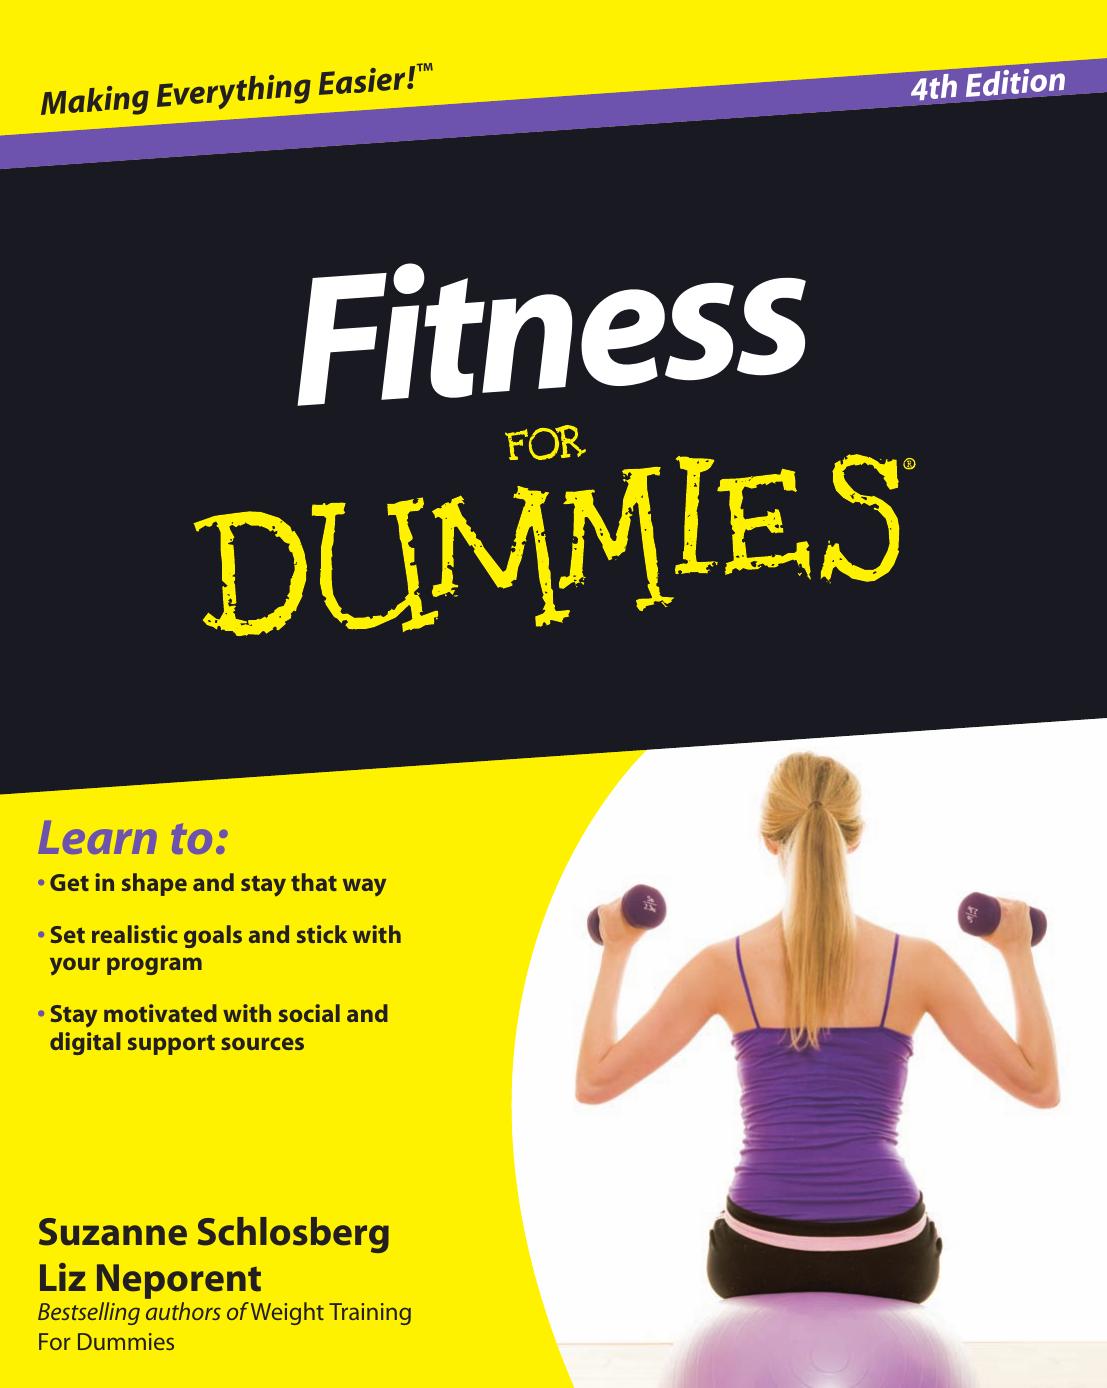 Making Everything Easier!™
4th Edition
Fitness
FOR
DUMMIES®
Learn to:
• Get in shape and stay that way
• Set realistic goals and stick with
your program
• Stay motivated with social and
digital support sources
Suzanne Schlosberg
Liz Neporent
Bestselling authors of Weight Training
For Dummies